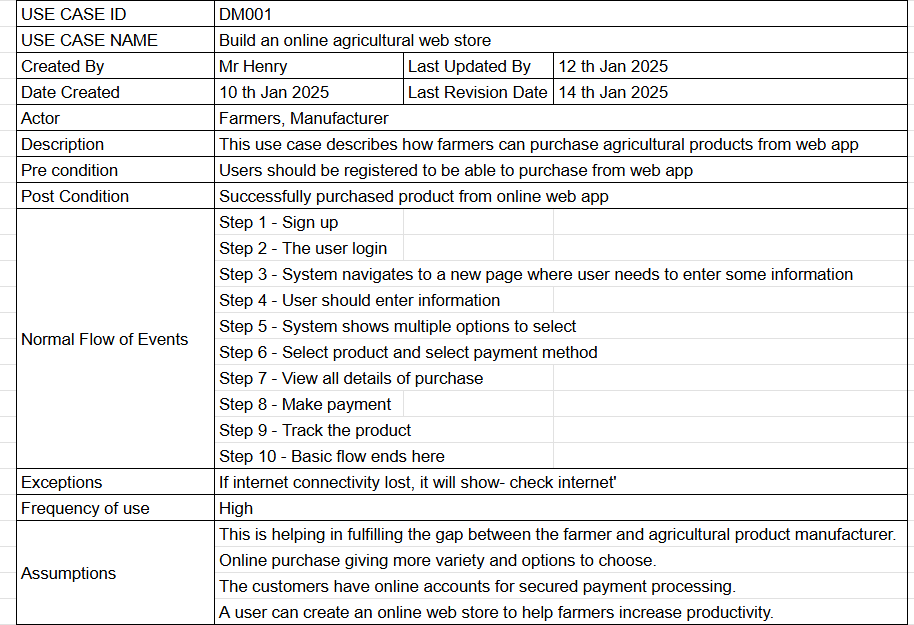 USE CASE ID DM001
USE CASE NAME Build an online agricultural web store
Created By Mr Henry Last Updated By 12 th Jan 2025
Date Created 10 th Jan 2025 Last Revision Date 14 th Jan 2025
Actor Farmers, Manufacturer
Description This use case describes how farmers can purchase agricultural products from web app
Pre condition Users should be registered to be able to purchase from web app
Post Condition Successfully purchased product from online web app
Normal Flow of Events
Step 1 - Sign up
Step 2 - The user login
Step 3 - System navigates to a new page where user needs to enter some information
Step 4 - User should enter information
Step 5 - System shows multiple options to select
Step 6 - Select product and select payment method
Step 7 - View all details of purchase
Step 8 - Make payment
Step 9 - Track the product
Step 10 - Basic flow ends here
Exceptions If internet connectivity lost, it will show- check internet'
Frequency of use High
Assumptions
This is helping in fulfilling the gap between the farmer and agricultural product manufacturer.
Online purchase giving more variety and options to choose.
The customers have online accounts for secured payment processing.
A user can create an online web store to help farmers increase productivity.